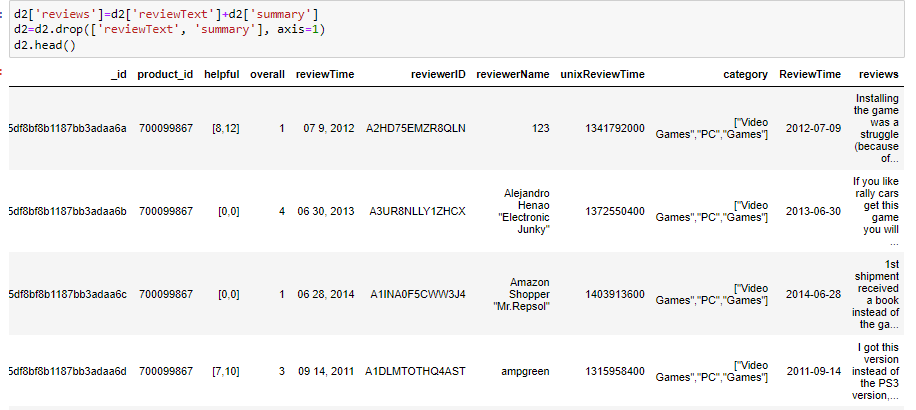 d2['reviews']=d2['reviewText']+d2['summary']
d2=d2.drop(['reviewText', 'summary'], axis=1)
d2.head()
_id product_id helpful overall reviewTime reviewerID reviewerName unixReviewTime category ReviewTime reviews
5df8bf8b1187bb3adaa6a 700099867 [8,12] 1 07 9, 2012 A2HD75EMZR8QLN 123 1341792000 ["Video Games","PC","Games"] 2012-07-09 Installing the game was a struggle (because of...
5df8bf8b1187bb3adaa6b 700099867 [0,0] 4 06 30, 2013 A3UR8NLLY1ZHCX Alejandro Henao "Electronic Junky" 1372550400 ["Video Games","PC","Games"] 2013-06-30 If you like rally cars get this game you will ...
5df8bf8b1187bb3adaa6c 700099867 [0,0] 1 06 28, 2014 A1INA0F5CWW3J4 Amazon Shopper "Mr.Repsol" 1403913600 ["Video Games","PC","Games"] 2014-06-28 1st shipment received a book instead of the ga...
5df8bf8b1187bb3adaa6d 700099867 [7,10] 3 09 14, 2011 A1DLMTOTHQ4AST ampgreen 1315958400 ["Video Games","PC","Games"] 2011-09-14 I got this version instead of the PS3 version,...